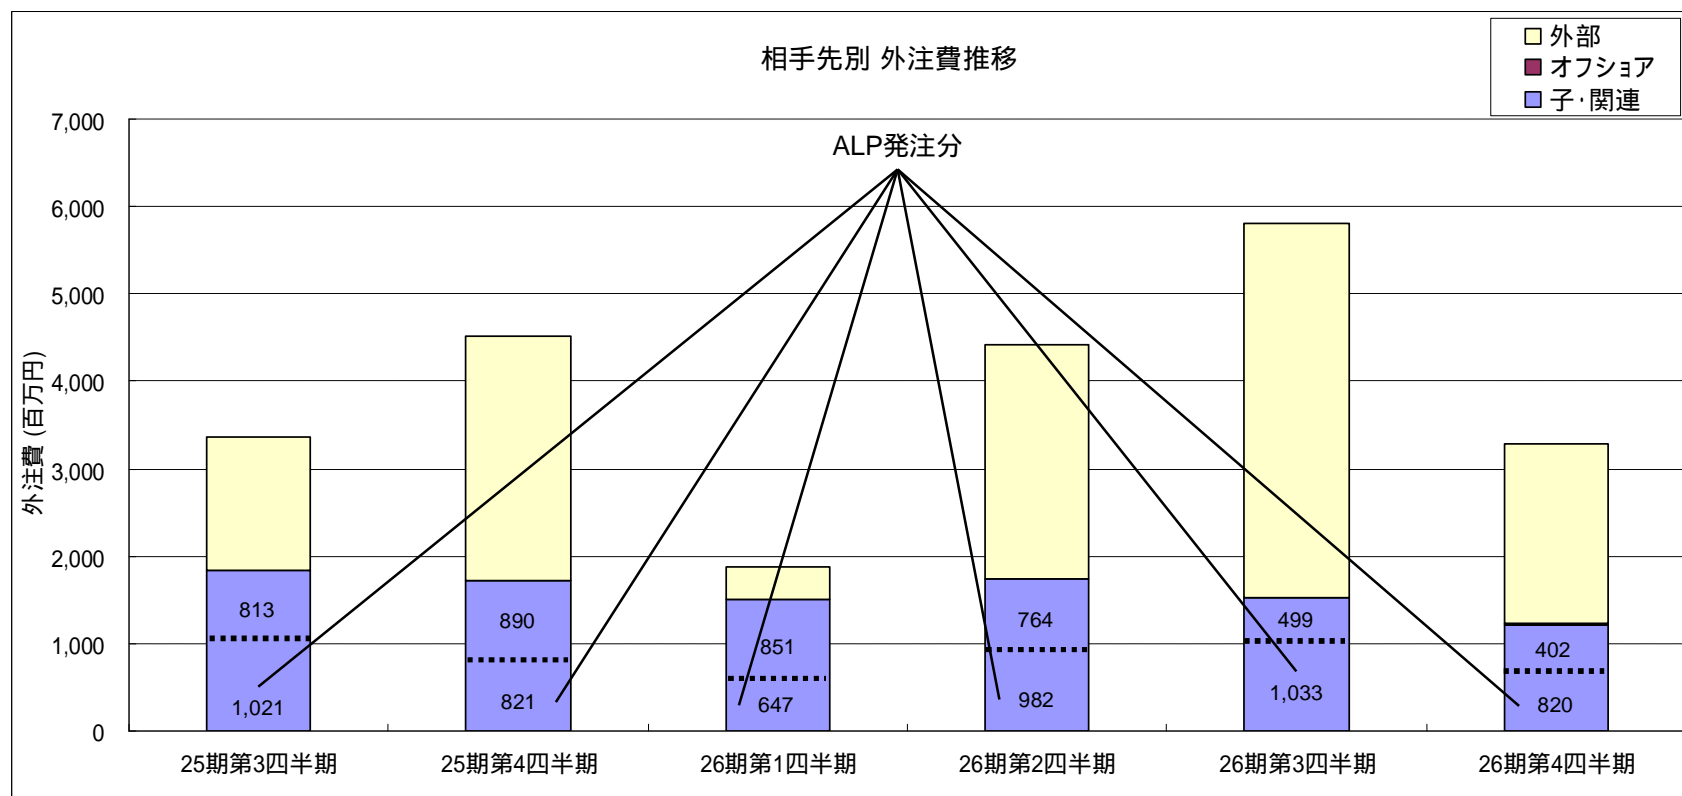 相手先別 外注費推移
外部
オフショア
子・関連
ALP発注分
外注費 (百万円)
7,000
6,000
5,000
4,000
3,000
2,000
1,000
0
813
890
851
764
499
402
1,021
821
647
982
1,033
820
25期第3四半期
25期第4四半期
26期第1四半期
26期第2四半期
26期第3四半期
26期第4四半期